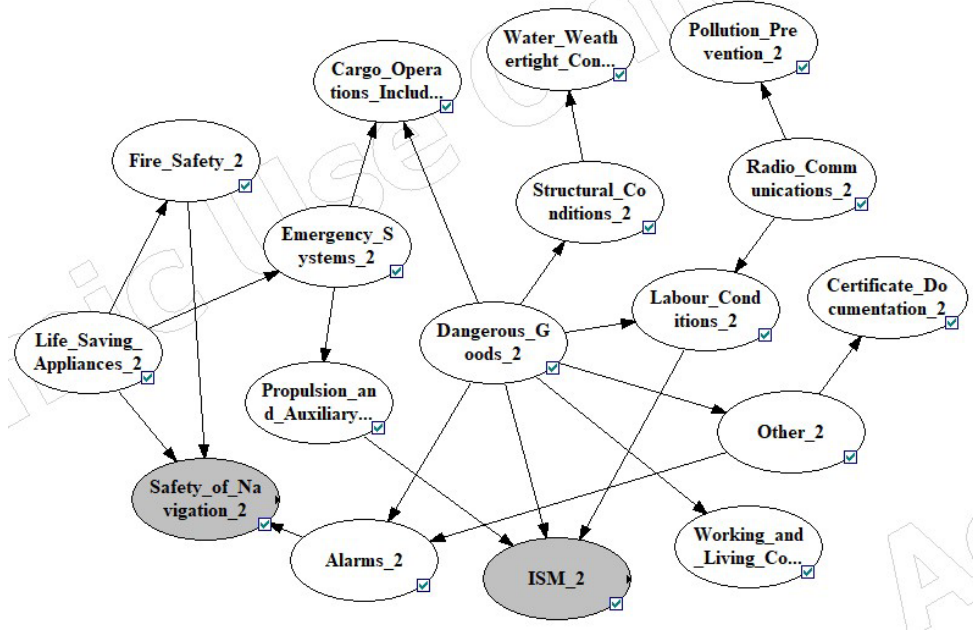 Water_Weath
ertight_Con...
Pollution_Pre
vention_2
Cargo_Opera
tions_Includ...
Fire_Safety_2
Radio_Comm
unications_2
Structural_Co
nditions_2
Emergency_S
ystems_2
Labour_Cond
itions_2
Certificate_Do
cumentation_2
Life_Saving_
Appliances_2
Dangerous_G
oods_2
Propulsion_an
d_Auxiliary...
Other_2
Safety_of_Na
vigation_2
Alarms_2
ISM_2
Working_and
_Living_Co...